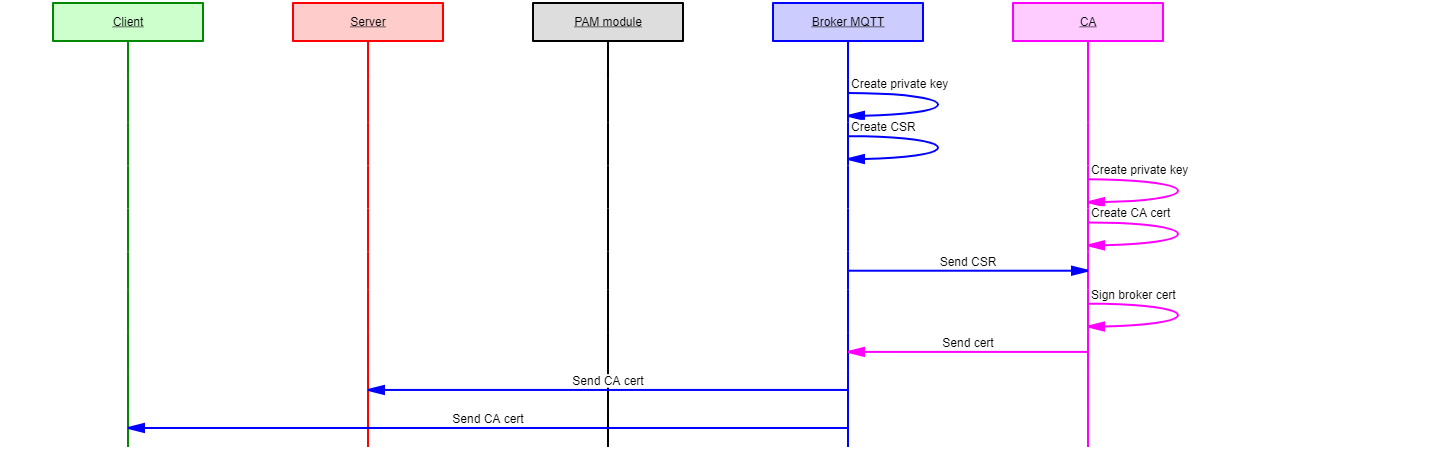 Client
Server
PAM module
Broker MQTT
CA
Create private key
Create CSR
Create private key
Create CA cert
Send CSR
Sign broker cert
Send cert
Send CA cert
Send CA cert